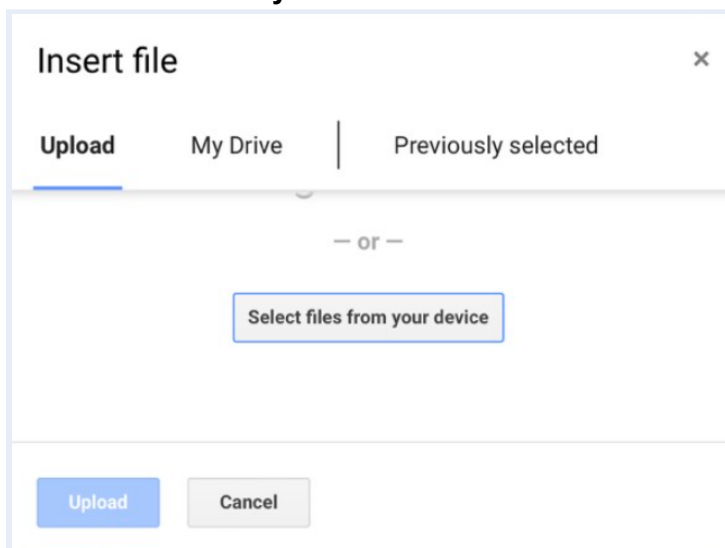 Insert file ×
Upload My Drive Previously selected
— or —
Select files from your device
Upload Cancel